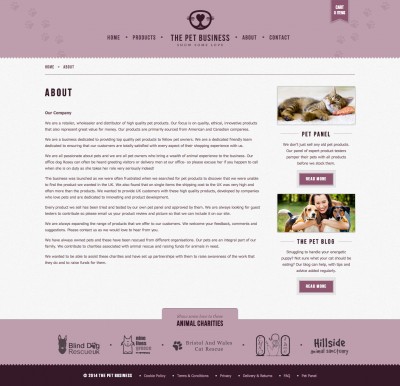 CART
0 ITEMS
HOME • PRODUCTS • THE PET BUSINESS • ABOUT • CONTACT
SHOW SOME LOVE
HOME • ABOUT
ABOUT
Our Company
We are a retailer, wholesaler and distributor of high quality pet products. Our focus is on quality, ethical, innovative products
that also represent great value for money. Our products are primarily sourced from American and Canadian companies.
We are a business dedicated to providing top quality pet products to fellow pet owners. We are a dedicated friendly team
dedicated to ensuring that our customers are totally satisfied with every aspect of their shopping experience with us.
We are all passionate about pets and we are all pet owners who bring a wealth of animal experience to the business. Our
office dog Reses can often be heard greeting visitors or delivery men at our office: so please excuse her if you happen to call
when she is on duty as she takes her role very seriously indeed!
The business was launched as we were often frustrated when we searched for pet products to discover that we were unable
to find the product we wanted in the UK. We also found that on single items the shipping cost to the UK was very high and
often more than the products. We wanted to provide UK customers with these high quality products, developed by companies
who love pets and are dedicated to innovating and product development.
Every product we sell has been tried and tested by our own pet panel and approved by them. We are always looking for guest
testers to contribute so please email us your product review and picture so that we can include it on our site.
We are always expanding the range of products that we offer to our customers. We welcome your feedback, comments and
suggestions. Please contact us as we would love to hear from you.
We have always owned pets and these have been rescued from different organisations. Our pets are an integral part of our
family. We contribute to charities associated with animal rescue and raising funds for animals in need.
We wanted to be able to assist these charities and have set up partnerships with them to raise awareness of the work that
they do and to raise funds for them.
PET PANEL
We don't just sell any old pet products.
Our panel of expert product testers
pamper their pets with all products
before we stock them
READ MORE
THE PET BLOG
Struggling to handle your energetic
puppy? Not sure what your cat should be
eating? Our blog can help, with tips and
advice added regularly.
READ MORE
ANIMAL CHARITIES
Blind Dog
Rescue UK
Bristol And Wales
Cat Rescue
Hillside
animal sanctuary
© 2014 THE PET BUSINESS • Cookie Policy • Terms & Conditions • Privacy • Delivery • Returns • FAQ • Pet Panel